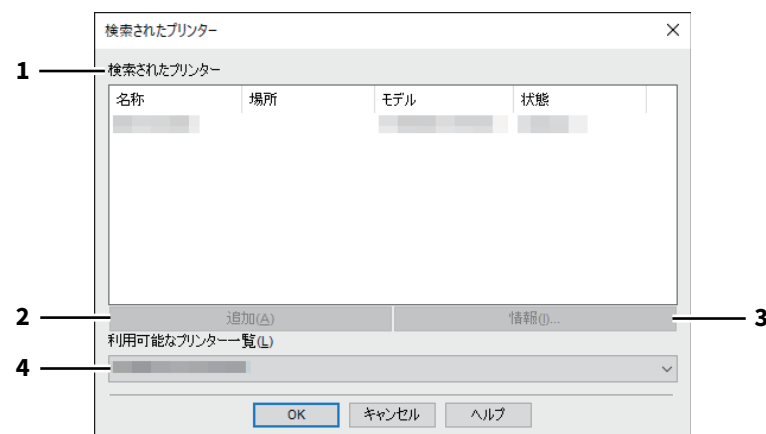 検索されたプリンター
1 検索されたプリンター
名称 場所 モデル 状態
2 追加(A) 情報(I)... 3
利用可能なプリンター一覧(L)
4
OK キャンセル ヘルプ